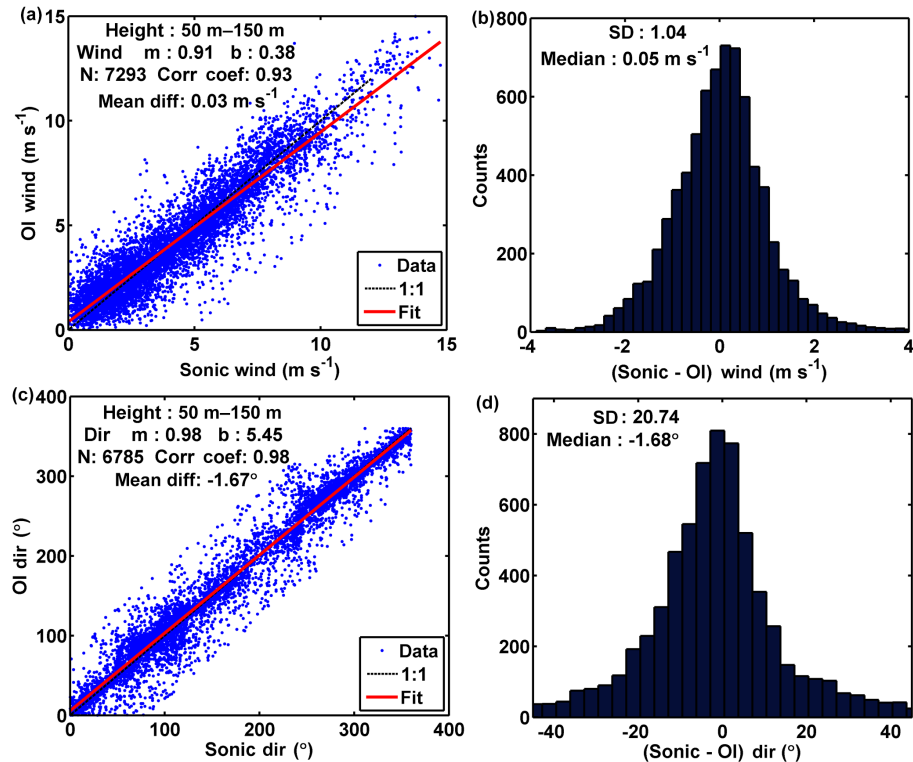 (a)
Height : 50 m–150 m
Wind m : 0.91 b : 0.38
N: 7293 Corr coef: 0.93
Mean diff: 0.03 m s⁻¹
15
10
5
0
OI wind (m s⁻¹)
Data
1:1
Fit
0 5 10 15
Sonic wind (m s⁻¹)
(b)
SD : 1.04
Median : 0.05 m s⁻¹
800
600
400
200
0
Counts
-4 -2 0 2 4
(Sonic - OI) wind (m s⁻¹)
(c)
Height : 50 m–150 m
Dir m : 0.98 b : 5.45
N: 6785 Corr coef: 0.98
Mean diff: -1.67°
400
300
200
100
0
OI dir (°)
Data
1:1
Fit
0 100 200 300 400
Sonic dir (°)
(d)
SD : 20.74
Median : -1.68°
800
600
400
200
0
Counts
-40 -20 0 20 40
(Sonic - OI) dir (°)